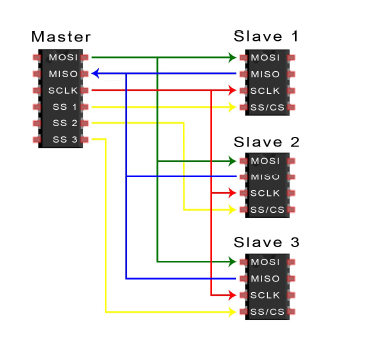 Master
MOSI
MISO
SCLK
SS 1
SS 2
SS 3
Slave 1
MOSI
MISO
SCLK
SS/CS
Slave 2
MOSI
MISO
SCLK
SS/CS
Slave 3
MOSI
MISO
SCLK
SS/CS